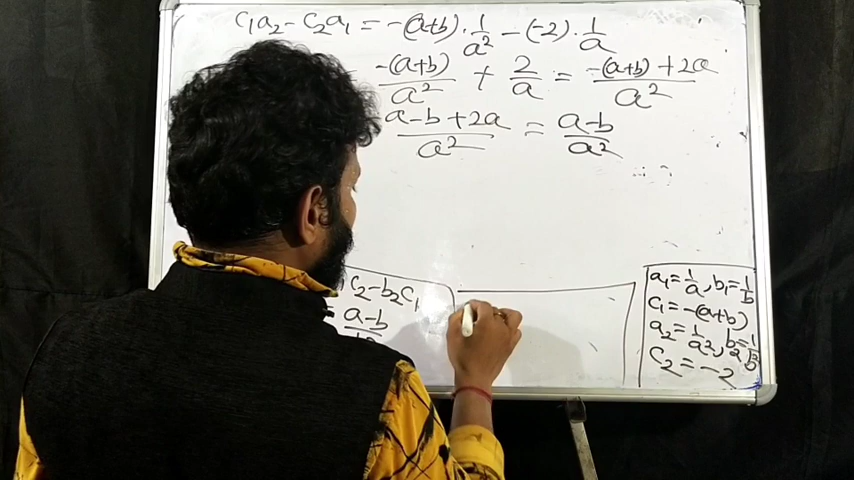 c₁a₂ - c₂a₁ = -(a+b) · 1/a² - (-2) · 1/a
-(a+b)/a² + 2/a = -(a+b) + 2a/a²
a-b+2a/a² = a-b/a²
c₂-b₂c₁
= a-b
a₁ = 1/a, b₁ = 1/b
c₁ = -(a+b)
a₂ = 1/a², b₂ = 1/b²
c₂ = -2